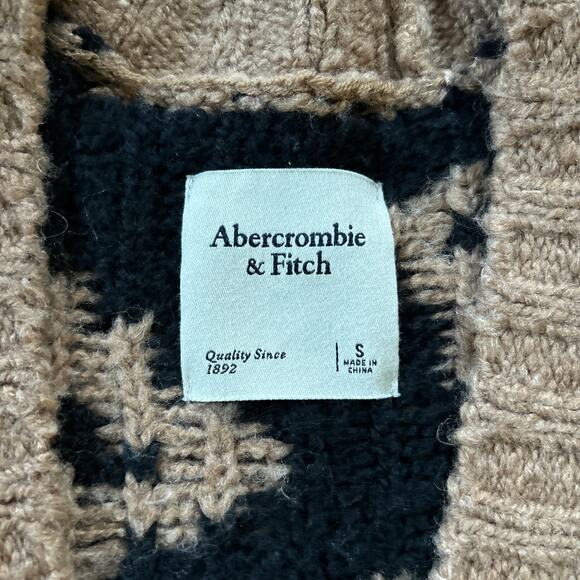 Abercrombie
& Fitch
Quality Since
1892
S
MADE IN
CHINA